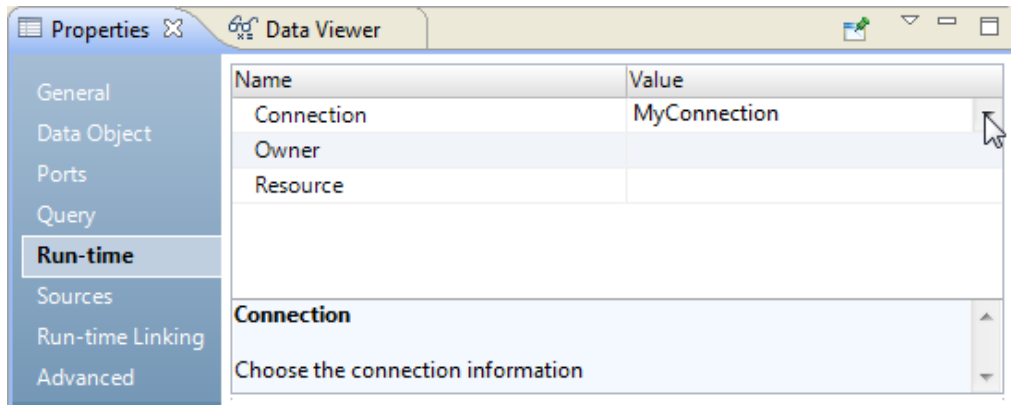 Properties Data Viewer
General
Data Object
Ports
Query
Run-time
Sources
Run-time Linking
Advanced
Name Value
Connection MyConnection
Owner
Resource
Connection
Choose the connection information